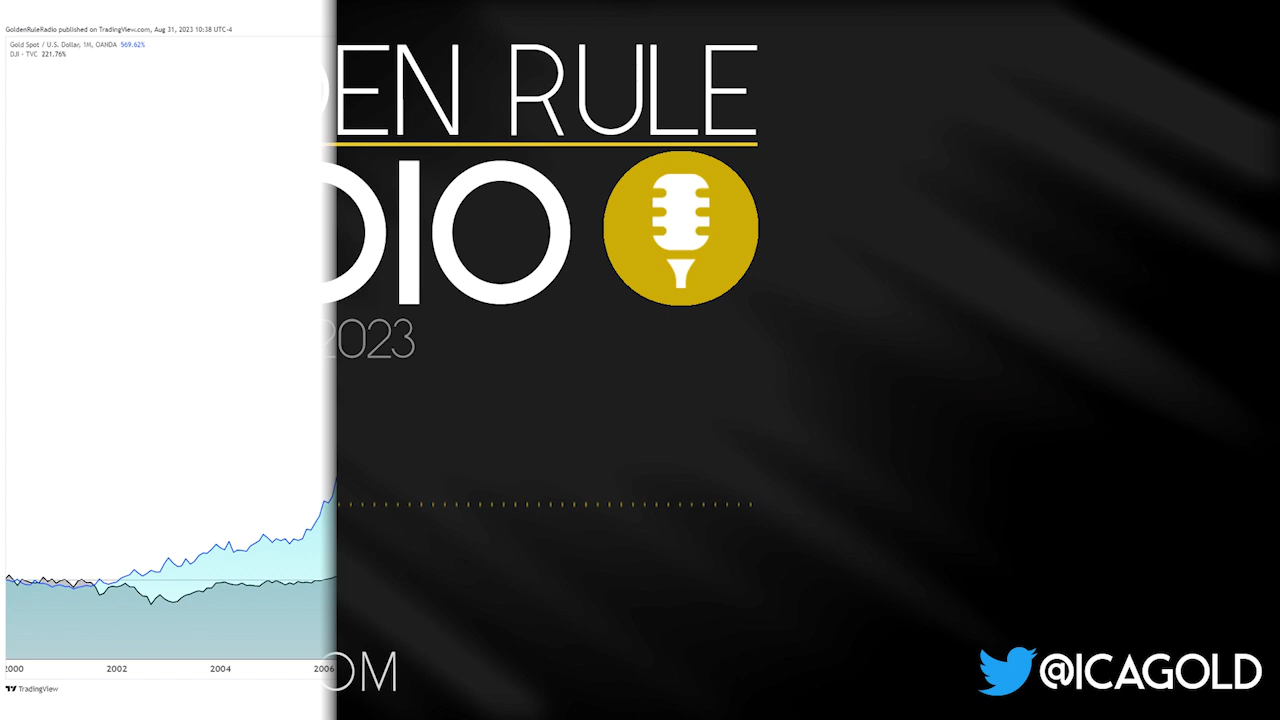 GoldenRuleRadio published on TradingView.com, Aug 31, 2023 10:38 UTC-4
Gold Spot / U.S. Dollar, 1M, OANDA 569.62%
DJI - TVC 221.76%
EN RULE
DIO
2023
2000 2002 2004 2006
TradingView
OM
@ICAGOLD